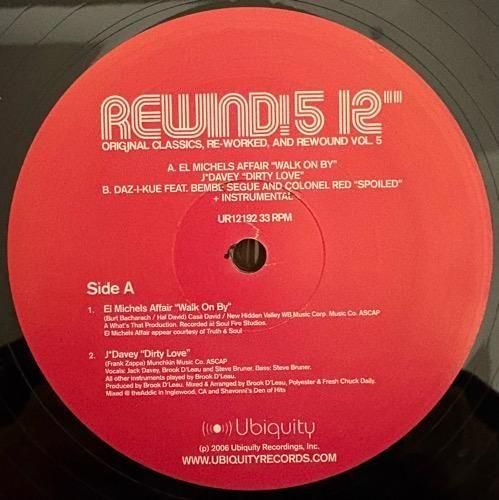 REWIND!5 12"
ORIGINAL CLASSICS, RE-WORKED, AND REWOUND VOL. 5
A. EL MICHELS AFFAIR "WALK ON BY"
J*DAVEY "DIRTY LOVE"
B. DAZ-I-KUE FEAT. BEMBE SEGUE AND COLONEL RED "SPOILED"
+ INSTRUMENTAL
UR12192 33 RPM
Side A
1. El Michels Affair "Walk On By"
(Burt Bacharach / Hal David) Casa David / New Hidden Valley WB Music Corp. Music Co. ASCAP
A What's That Production. Recorded at Soul Fire Studios.
El Michels Affair appear courtesy of Truth & Soul
2. J*Davey "Dirty Love"
(Frank Zappa) Munchkin Music Co. ASCAP
Vocals: Jack Davey, Brook D'Leau and Steve Bruner. Bass: Steve Bruner.
All other instruments played by Brook D'Leau.
Produced by Brook D'Leau. Mixed & Arranged by Brook D'Leau, Polyester & Fresh Chuck Daily.
Mixed @ theAddic in Inglewood, CA and Shavonni's Den of Hits
Ubiquity
(p) 2006 Ubiquity Recordings, Inc.
WWW.UBIQUITYRECORDS.COM